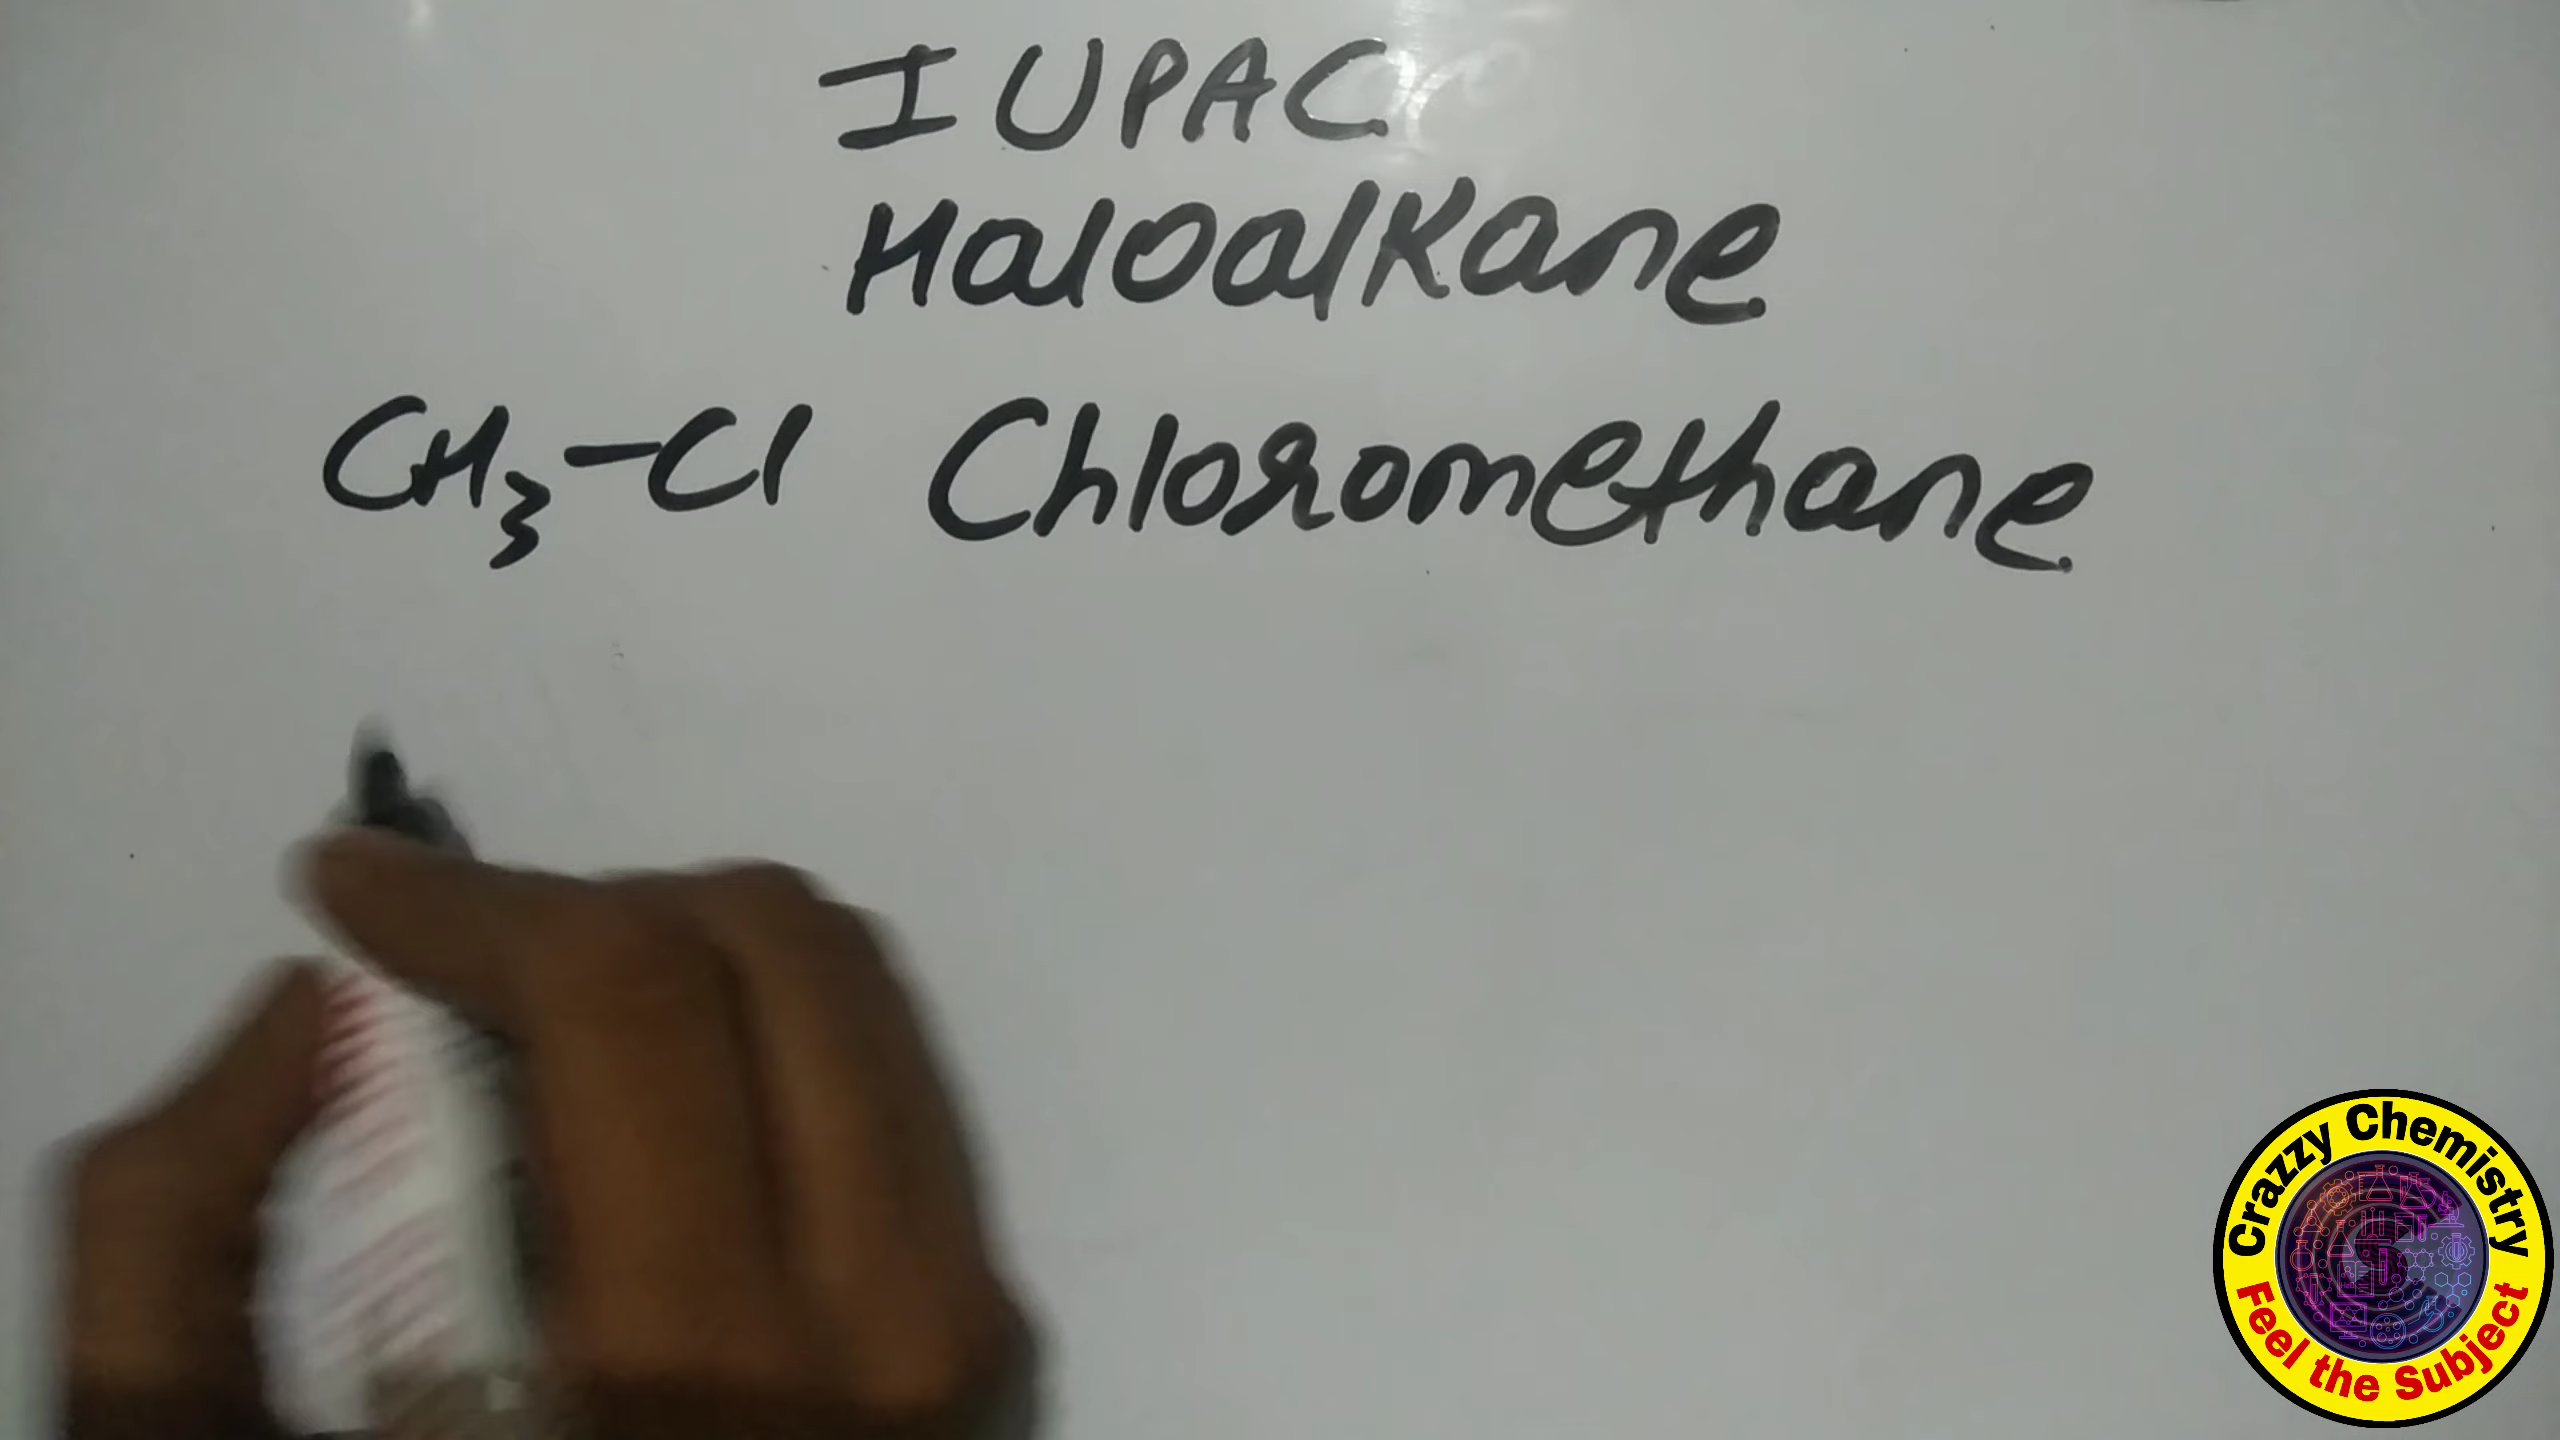 IUPAC
Haloalkane
CH₃-Cl Chloromethane
Crazzy Chemistry
Feel the Subject